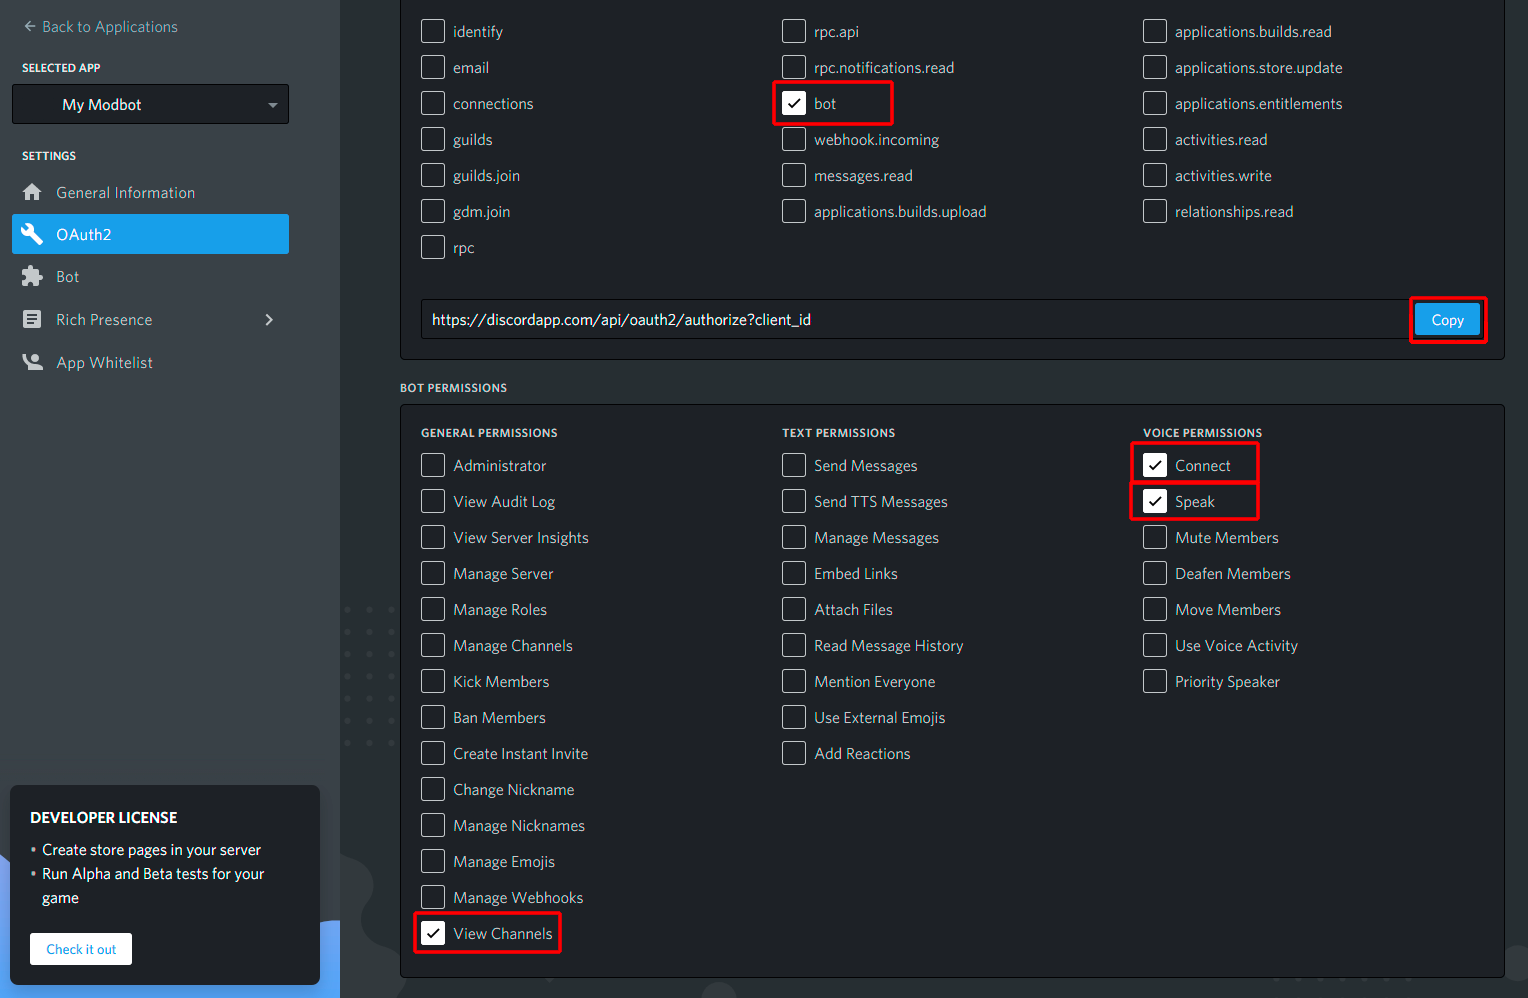 Back to Applications
SELECTED APP
My Modbot
SETTINGS
General Information
OAuth2
Bot
Rich Presence
App Whitelist
DEVELOPER LICENSE
• Create store pages in your server
• Run Alpha and Beta tests for your
game
Check it out
identify
email
connections
guilds
guilds.join
gdm.join
rpc
rpc.api
rpc.notifications.read
bot
webhook.incoming
messages.read
applications.builds.upload
applications.builds.read
applications.store.update
applications.entitlements
activities.read
activities.write
relationships.read
https://discordapp.com/api/oauth2/authorize?client_id
Copy
BOT PERMISSIONS
GENERAL PERMISSIONS
Administrator
View Audit Log
View Server Insights
Manage Server
Manage Roles
Manage Channels
Kick Members
Ban Members
Create Instant Invite
Change Nickname
Manage Nicknames
Manage Emojis
Manage Webhooks
View Channels
TEXT PERMISSIONS
Send Messages
Send TTS Messages
Manage Messages
Embed Links
Attach Files
Read Message History
Mention Everyone
Use External Emojis
Add Reactions
VOICE PERMISSIONS
Connect
Speak
Mute Members
Deafen Members
Move Members
Use Voice Activity
Priority Speaker